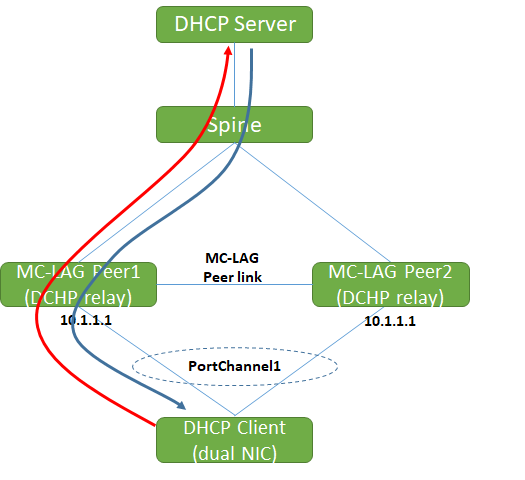 DHCP Server
Spine
MC-LAG
Peer link
MC-LAG Peer1
(DCHP relay)
MC-LAG Peer2
(DCHP relay)
10.1.1.1
10.1.1.1
PortChannel1
DHCP Client
(dual NIC)